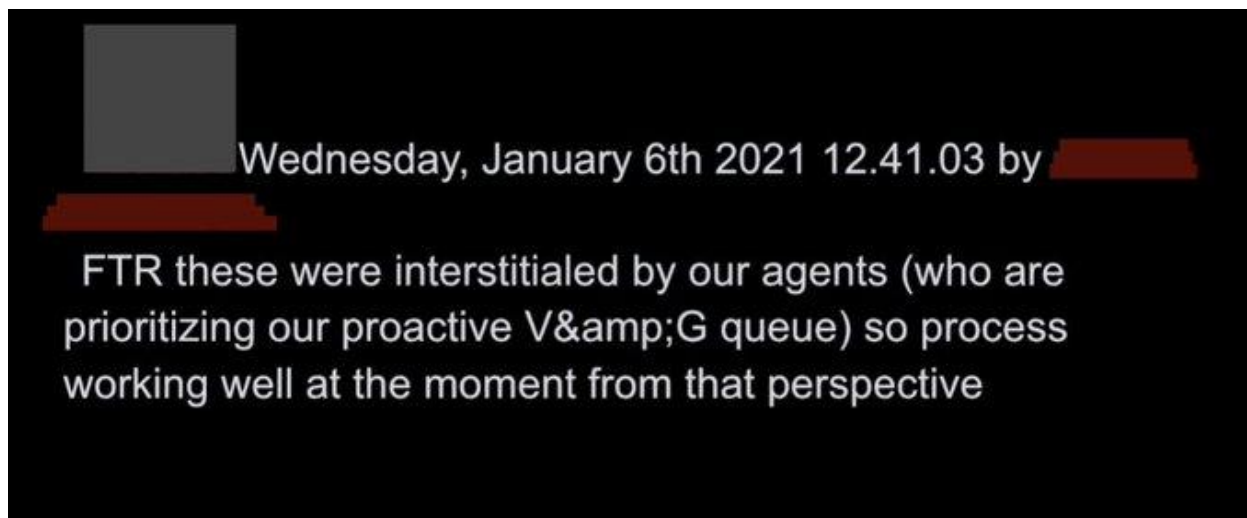 Wednesday, January 6th 2021 12.41.03 by
FTR these were interstitialed by our agents (who are
prioritizing our proactive V&amp;G queue) so process
working well at the moment from that perspective